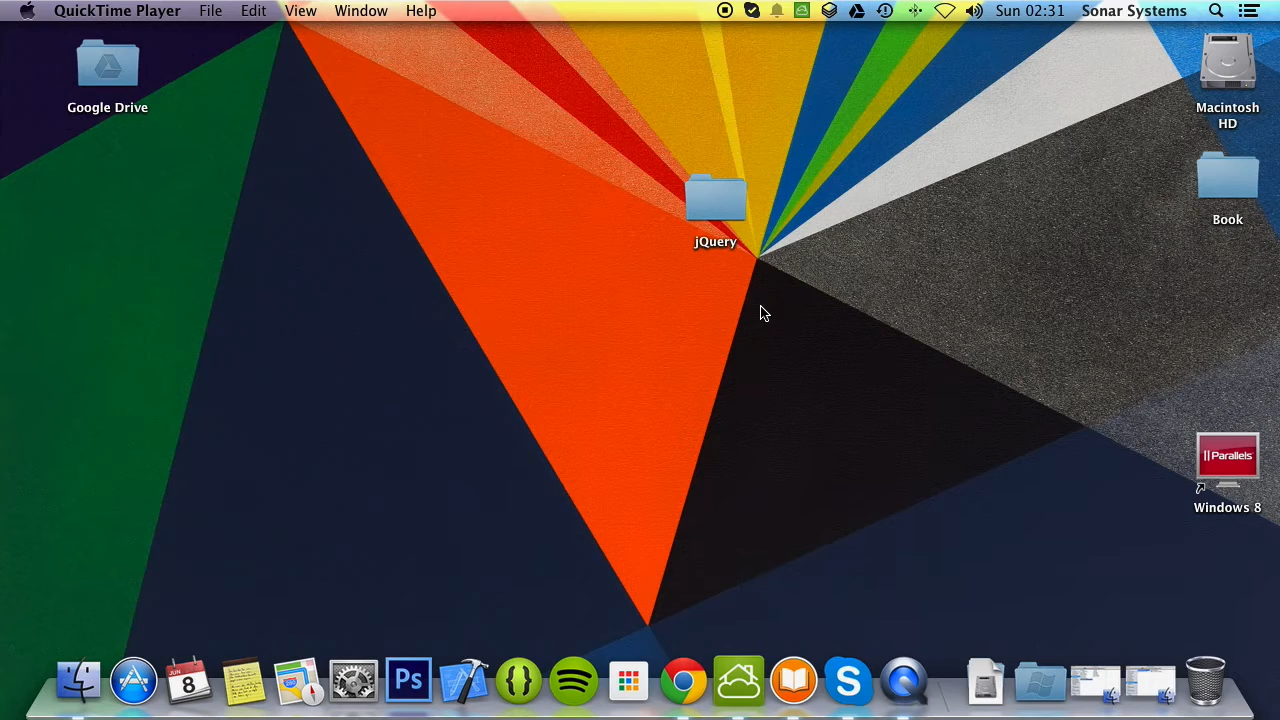 QuickTime Player File Edit View Window Help Sun 02:31 Sonar Systems
Google Drive
Macintosh
HD
jQuery
Book
Parallels
Windows 8
JUN
8
Ps